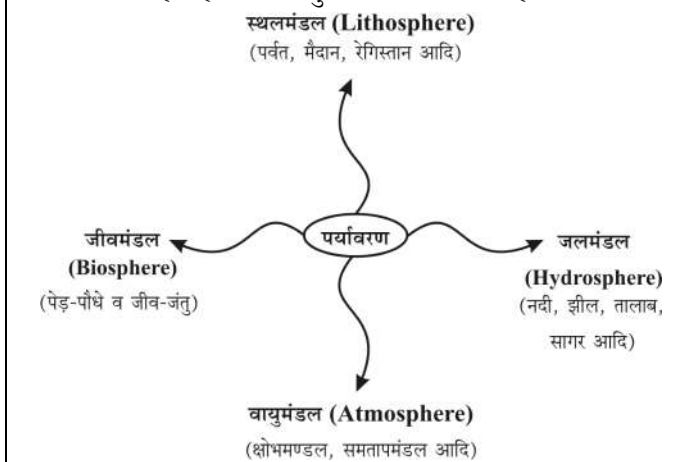 स्थलमंडल (Lithosphere)
(पर्वत, मैदान, रेगिस्तान आदि)
पर्यावरण
जीवमंडल
(Biosphere)
(पेड़-पौधे व जीव-जंतु)
जलमंडल
(Hydrosphere)
(नदी, झील, तालाब,
सागर आदि)
वायुमंडल (Atmosphere)
(क्षोभमण्डल, समतापमंडल आदि)